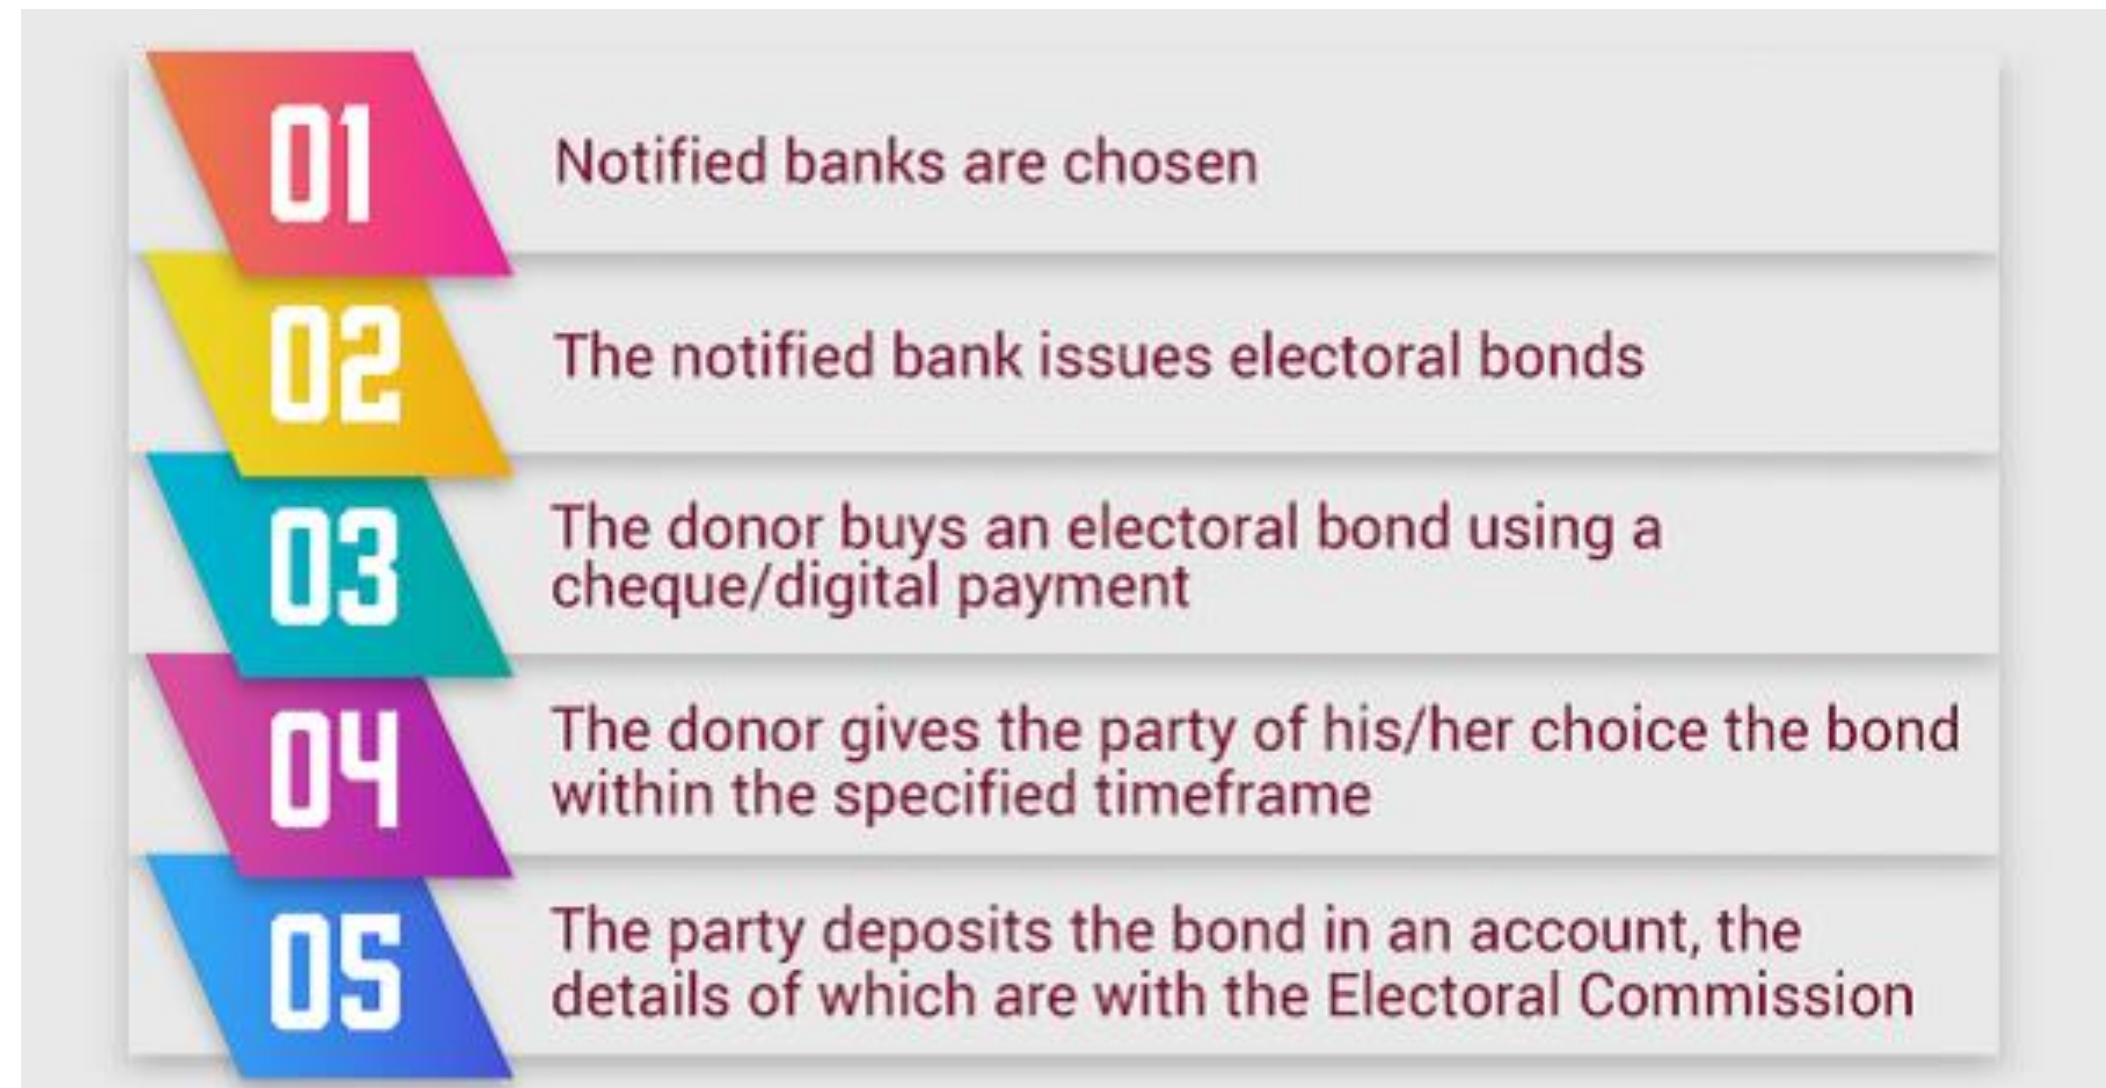 01
Notified banks are chosen
02
The notified bank issues electoral bonds
03
The donor buys an electoral bond using a
cheque/digital payment
04
The donor gives the party of his/her choice the bond
within the specified timeframe
05
The party deposits the bond in an account, the
details of which are with the Electoral Commission